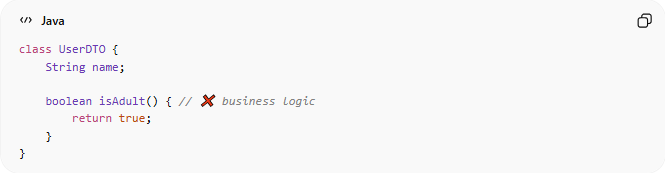 </> Java
class UserDTO {
    String name;

    boolean isAdult() { // ❌ business logic
        return true;
    }
}